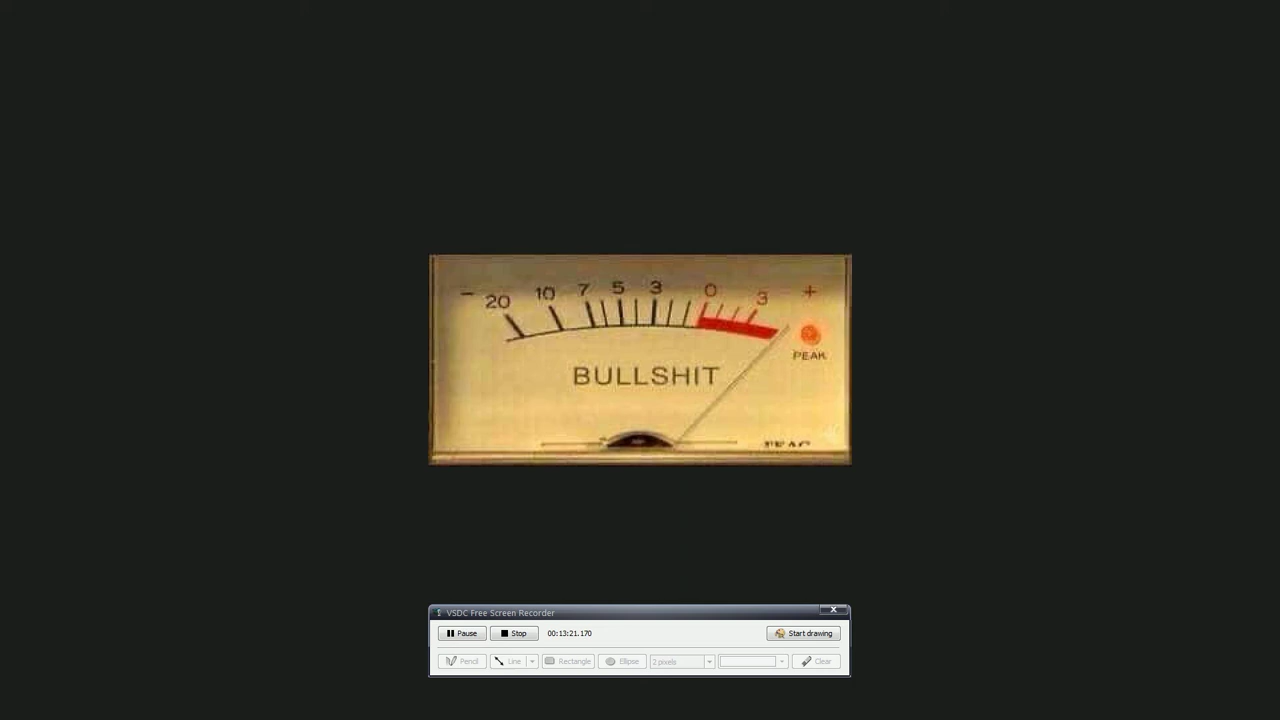 - 20 10 7 5 3 0 3 +
PEAK
BULLSHIT
VSDC Free Screen Recorder
X
Pause Stop 00:13:21.170 Start drawing
Pencil Line Rectangle Ellipse 2 pixels Clear